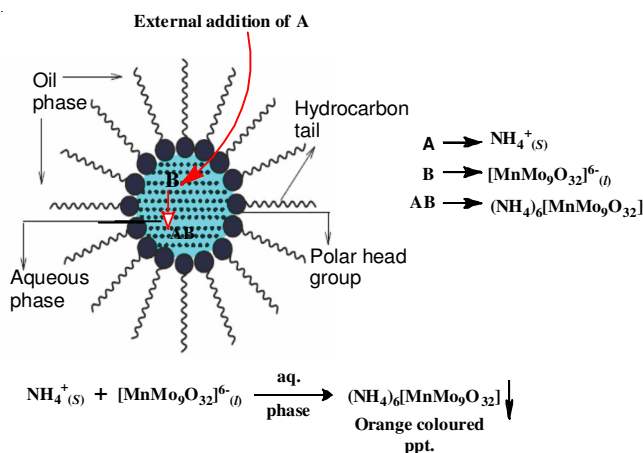 External addition of A
Oil
phase
Hydrocarbon
tail
A → NH₄⁺(S)
B → [MnMo₉O₃₂]⁶⁻(l)
AB → (NH₄)₆[MnMo₉O₃₂]
B
AB
Aqueous
phase
Polar head
group
NH₄⁺(S) + [MnMo₉O₃₂]⁶⁻(l) aq. phase → (NH₄)₆[MnMo₉O₃₂] ↓
Orange coloured
ppt.